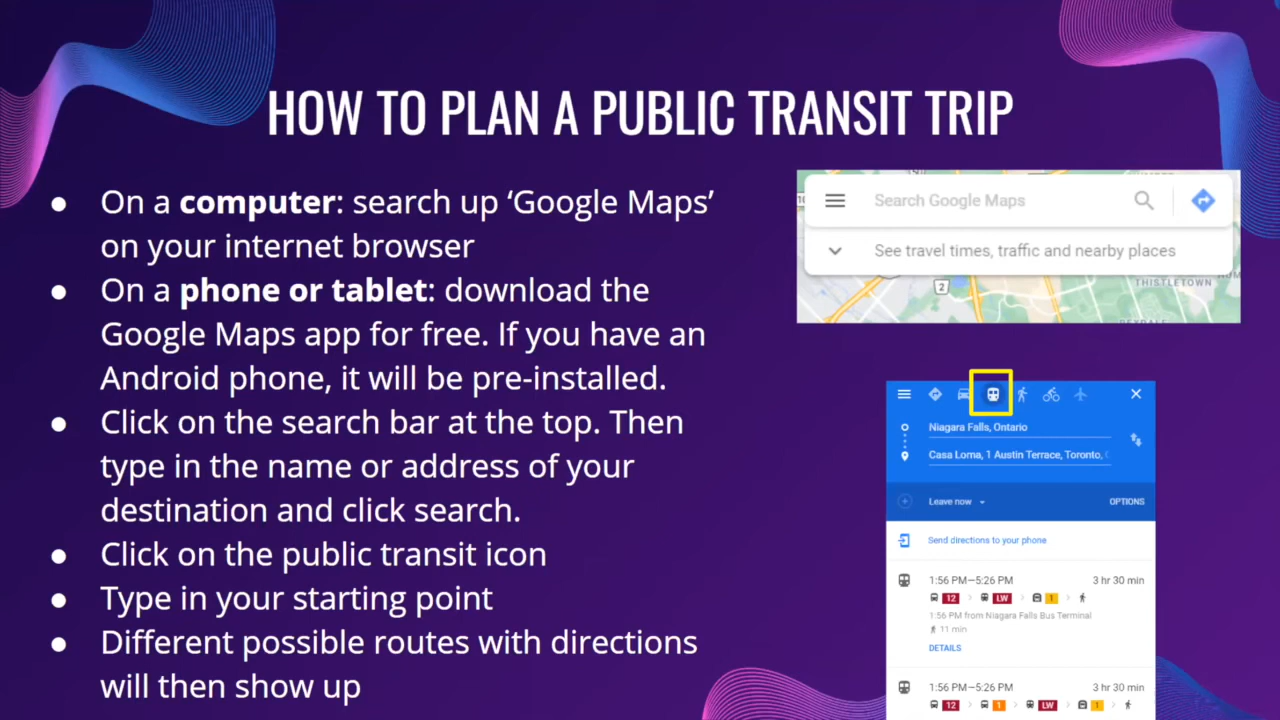 HOW TO PLAN A PUBLIC TRANSIT TRIP
● On a computer: search up ‘Google Maps’
on your internet browser
● On a phone or tablet: download the
Google Maps app for free. If you have an
Android phone, it will be pre-installed.
● Click on the search bar at the top. Then
type in the name or address of your
destination and click search.
● Click on the public transit icon
● Type in your starting point
● Different possible routes with directions
will then show up
Search Google Maps
See travel times, traffic and nearby places
2
THISTLETOWN
Niagara Falls, Ontario
Casa Loma, 1 Austin Terrace, Toronto,
Leave now
OPTIONS
Send directions to your phone
1:56 PM—5:26 PM 3 hr 30 min
12 > LW > 1 >
1:56 PM from Niagara Falls Bus Terminal
11 min
DETAILS
1:56 PM—5:26 PM 3 hr 30 min
12 > 1 > LW > 1 >